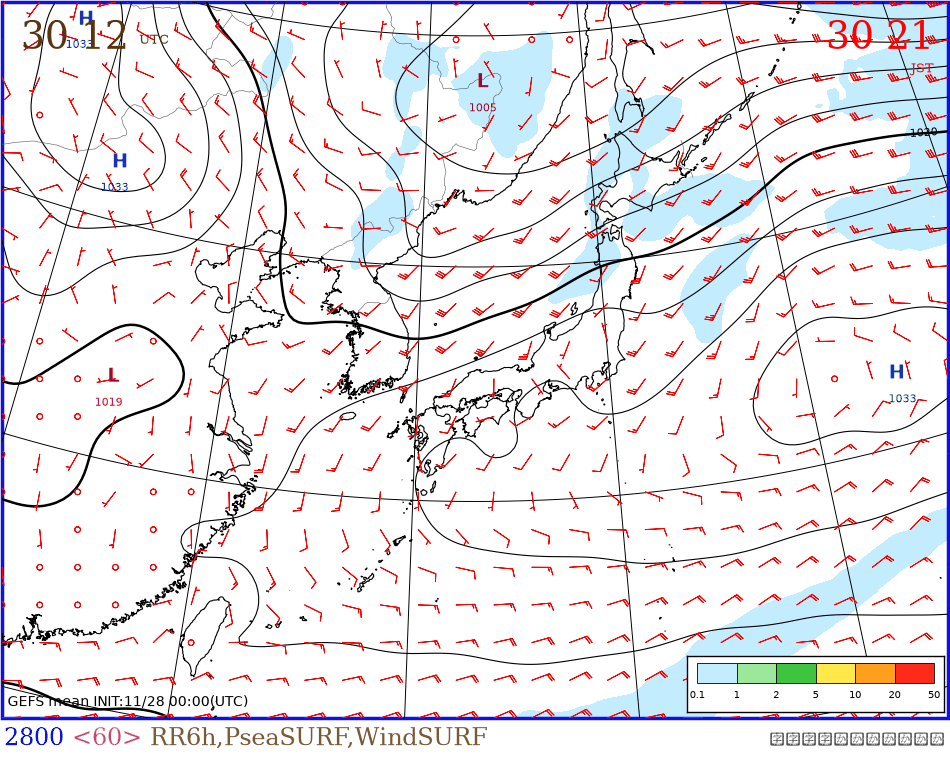 30 12 UTC
30 21
JST
H
1033
L
1005
1020
H
1033
L
1019
H
1033
0.1 1 2 5 10 20 50
GEFS mean INIT:11/28 00:00(UTC)
2800 <60> RR6h,PseaSURF,WindSURF